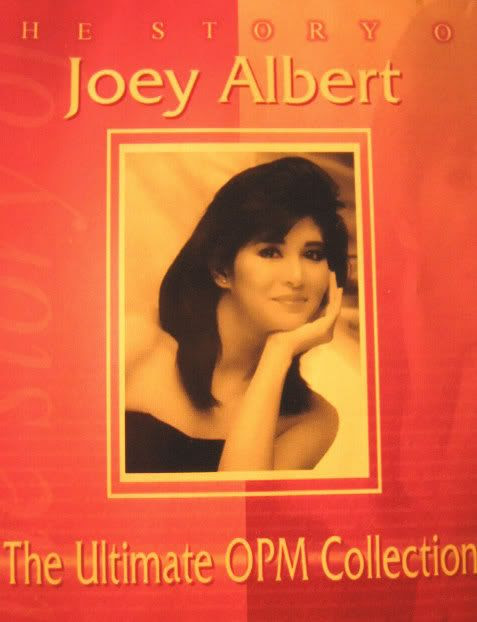 HE STORY O
Joey Albert
The Ultimate OPM Collection